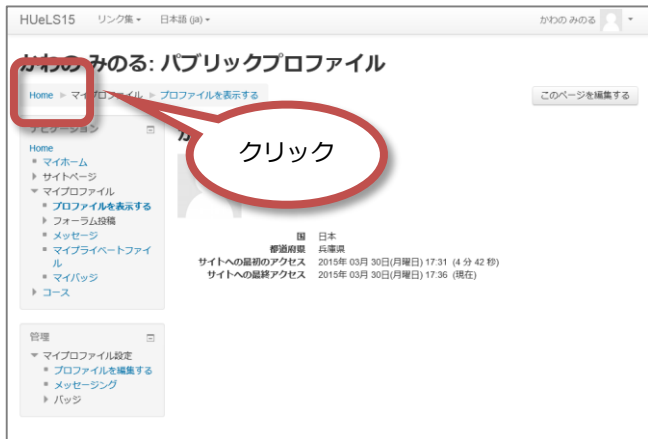 HUeLS15 リンク集 日本語 (ja) かわの みのる
かわの みのる: パブリックプロファイル
Home マイプロファイル プロファイルを表示する このページを編集する
クリック
ナビゲーション
Home
マイホーム
サイトページ
マイプロファイル
プロファイルを表示する
フォーラム投稿
メッセージ
マイプライベートファイ
ル
マイバッジ
コース
国 日本
都道府県 兵庫県
サイトへの最初のアクセス 2015年 03月 30日(月曜日) 17:31 (4 分 42 秒)
サイトへの最終アクセス 2015年 03月 30日(月曜日) 17:36 (現在)
管理
マイプロファイル設定
プロファイルを編集する
メッセージング
バッジ